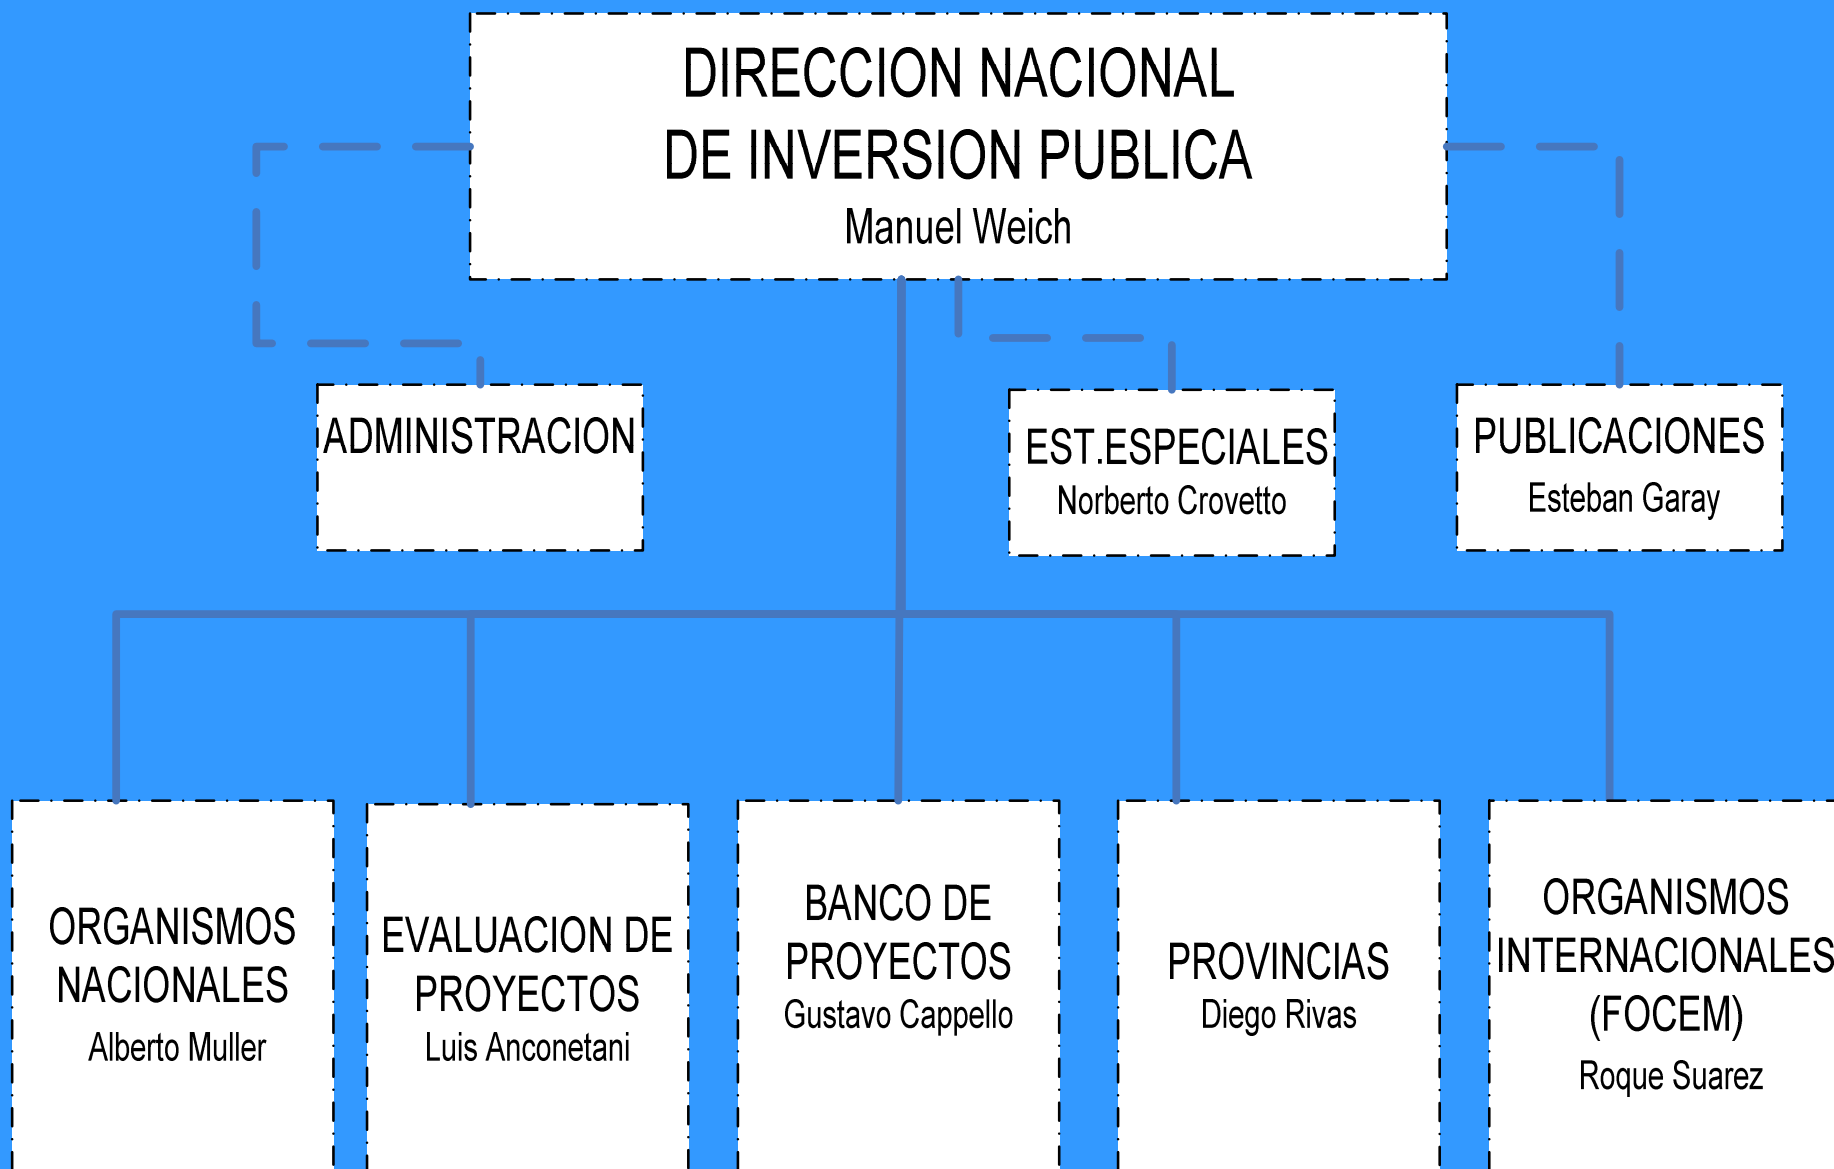 DIRECCION NACIONAL
DE INVERSION PUBLICA
Manuel Weich
ADMINISTRACION
EST.ESPECIALES
Norberto Crovetto
PUBLICACIONES
Esteban Garay
ORGANISMOS
NACIONALES
Alberto Muller
EVALUACION DE
PROYECTOS
Luis Anconetani
BANCO DE
PROYECTOS
Gustavo Cappello
PROVINCIAS
Diego Rivas
ORGANISMOS
INTERNACIONALES
(FOCEM)
Roque Suarez